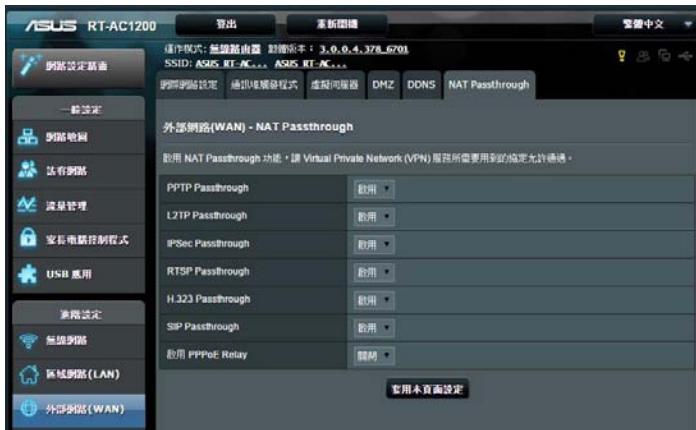 ASUS RT-AC1200
登出
重新開機
繁體中文
網路設定精靈
運作模式: 無線路由器 韌體版本: 3.0.0.4.378_6701
SSID: ASUS_RT-AC... ASUS_RT-AC...
網際網路設定
通訊埠觸發程式
虛擬伺服器
DMZ
DDNS
NAT Passthrough
一般設定
網路地圖
訪客網路
流量管理
家長電腦控制程式
USB 應用
進階設定
無線網路
區域網路(LAN)
外部網路(WAN)
外部網路(WAN) - NAT Passthrough
啟用 NAT Passthrough 功能，讓 Virtual Private Network (VPN) 服務所需要用到的協定允許通過。
PPTP Passthrough 啟用
L2TP Passthrough 啟用
IPSec Passthrough 啟用
RTSP Passthrough 啟用
H.323 Passthrough 啟用
SIP Passthrough 啟用
啟用 PPPoE Relay 關閉
套用本頁面設定